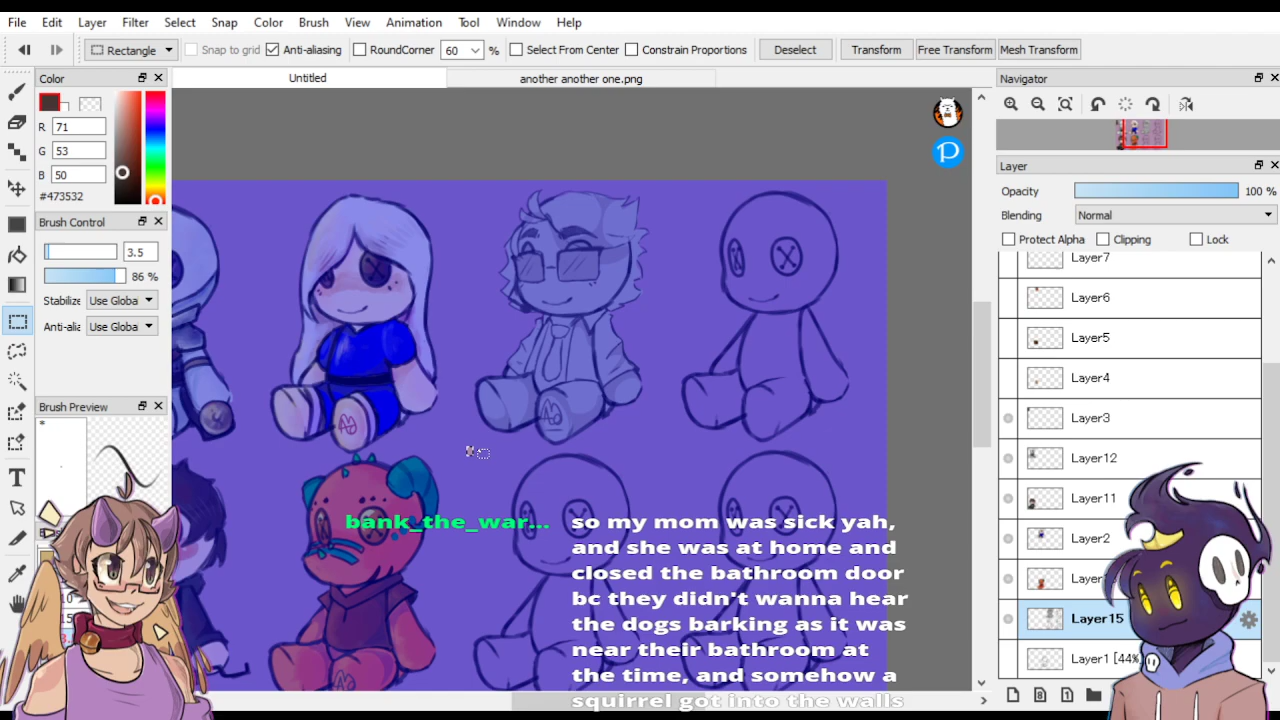 File Edit Layer Filter Select Snap Color Brush View Animation Tool Window Help
Rectangle Snap to grid Anti-aliasing RoundCorner 60 % Select From Center Constrain Proportions Deselect Transform Free Transform Mesh Transform
Color
Untitled
another another one.png
Navigator
R 71
G 53
B 50
#473532
Layer
Opacity 100 %
Blending Normal
Protect Alpha Clipping Lock
Brush Control
3.5
86 %
Stabilize Use Globa
Anti-alia Use Globa
Brush Preview
Layer7
Layer6
Layer5
Layer4
Layer3
Layer12
Layer11
Layer2
Layer15
Layer1 [44%]
bank_the_war...
so my mom was sick yah,
and she was at home and
closed the bathroom door
bc they didn't wanna hear
the dogs barking as it was
near their bathroom at
the time, and somehow a
squirrel got into the walls